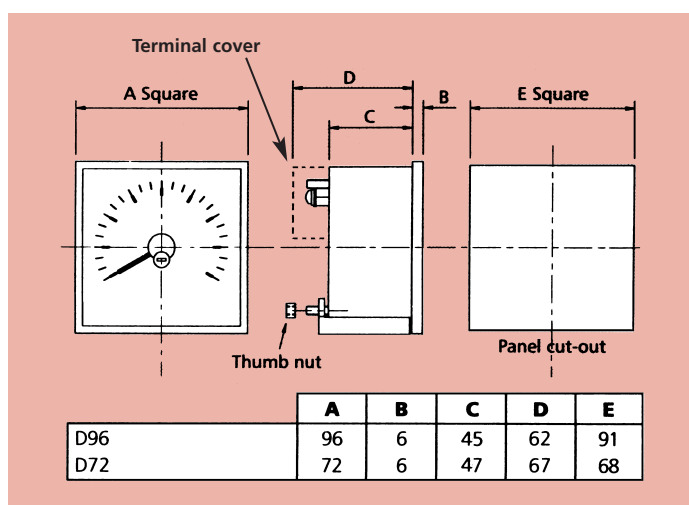 Terminal cover
D
A Square
B
E Square
C
Thumb nut
Panel cut-out
A B C D E
D96 96 6 45 62 91
D72 72 6 47 67 68